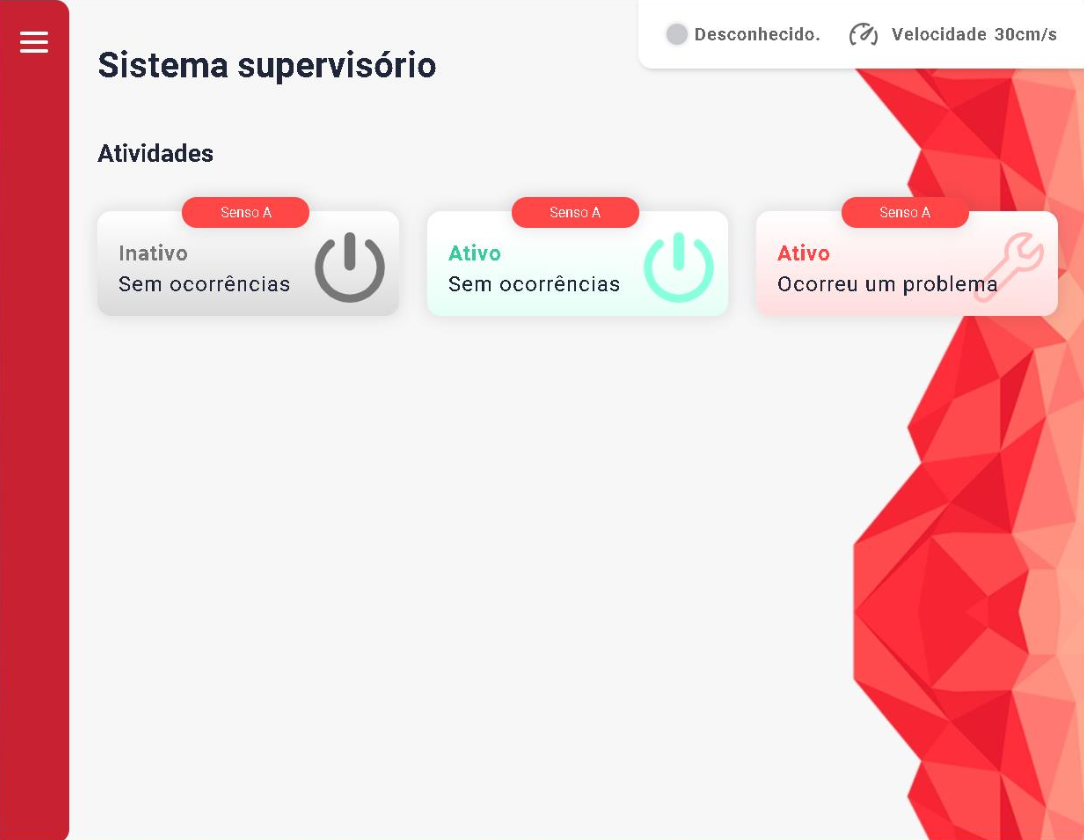 Desconhecido.
Velocidade 30cm/s
Sistema supervisório
Atividades
Senso A
Inativo
Sem ocorrências
Senso A
Ativo
Sem ocorrências
Senso A
Ativo
Ocorreu um problema